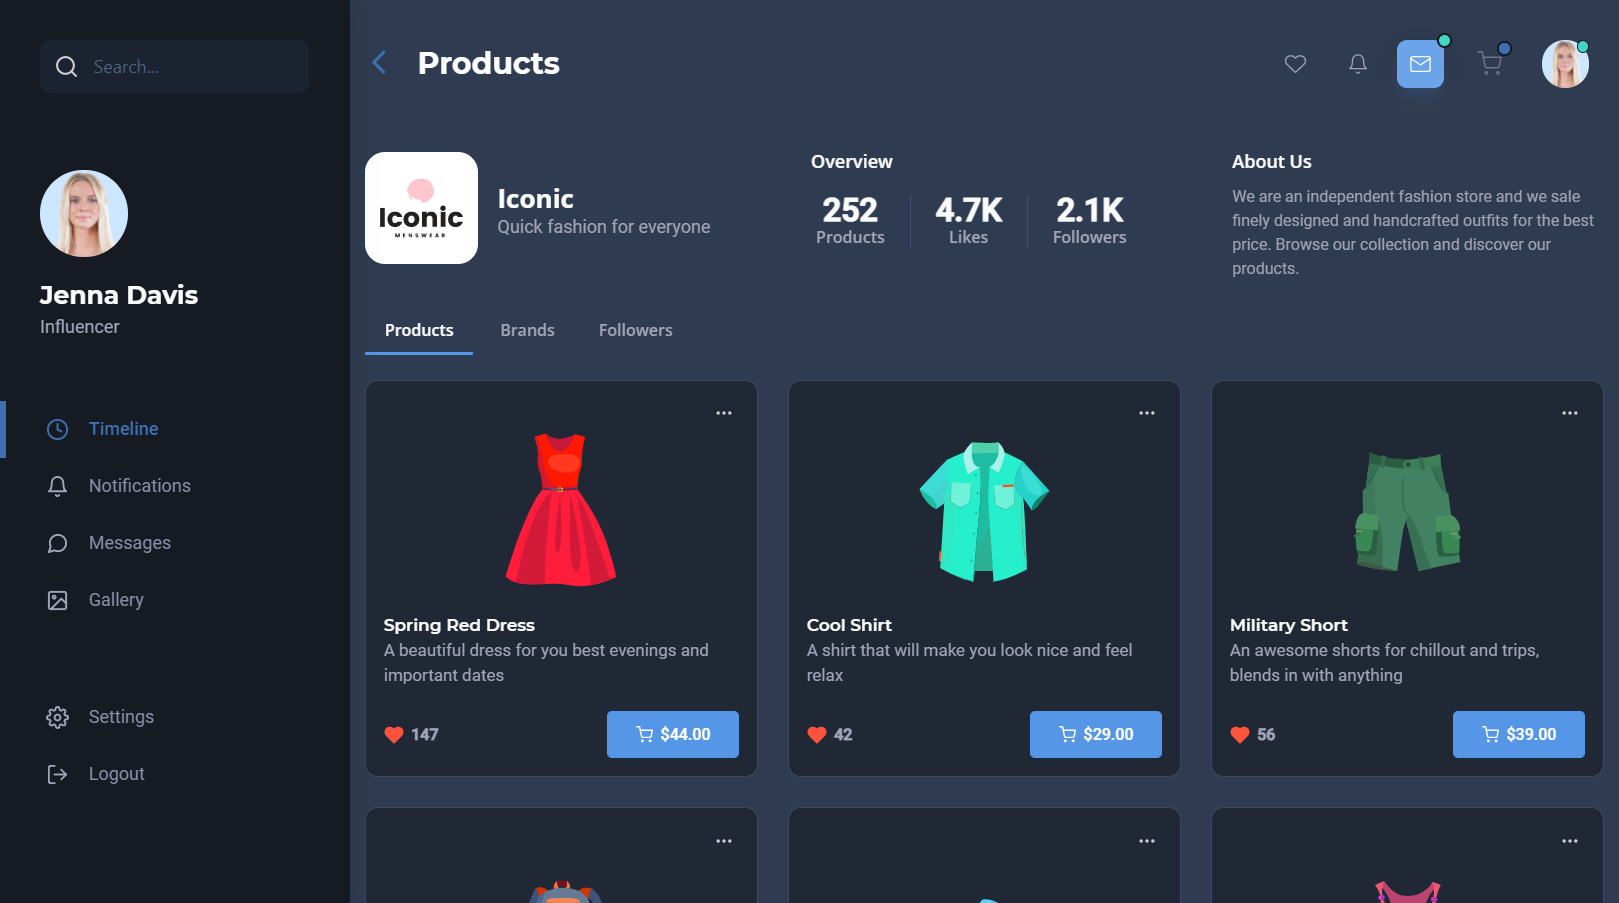 Search...
Jenna Davis
Influencer
Timeline
Notifications
Messages
Gallery
Settings
Logout
Products
Iconic
MENSWEAR
Iconic
Quick fashion for everyone
Overview
252
Products
4.7K
Likes
2.1K
Followers
About Us
We are an independent fashion store and we sale
finely designed and handcrafted outfits for the best
price. Browse our collection and discover our
products.
Products
Brands
Followers
Spring Red Dress
A beautiful dress for you best evenings and
important dates
147
$44.00
Cool Shirt
A shirt that will make you look nice and feel
relax
42
$29.00
Military Short
An awesome shorts for chillout and trips,
blends in with anything
56
$39.00